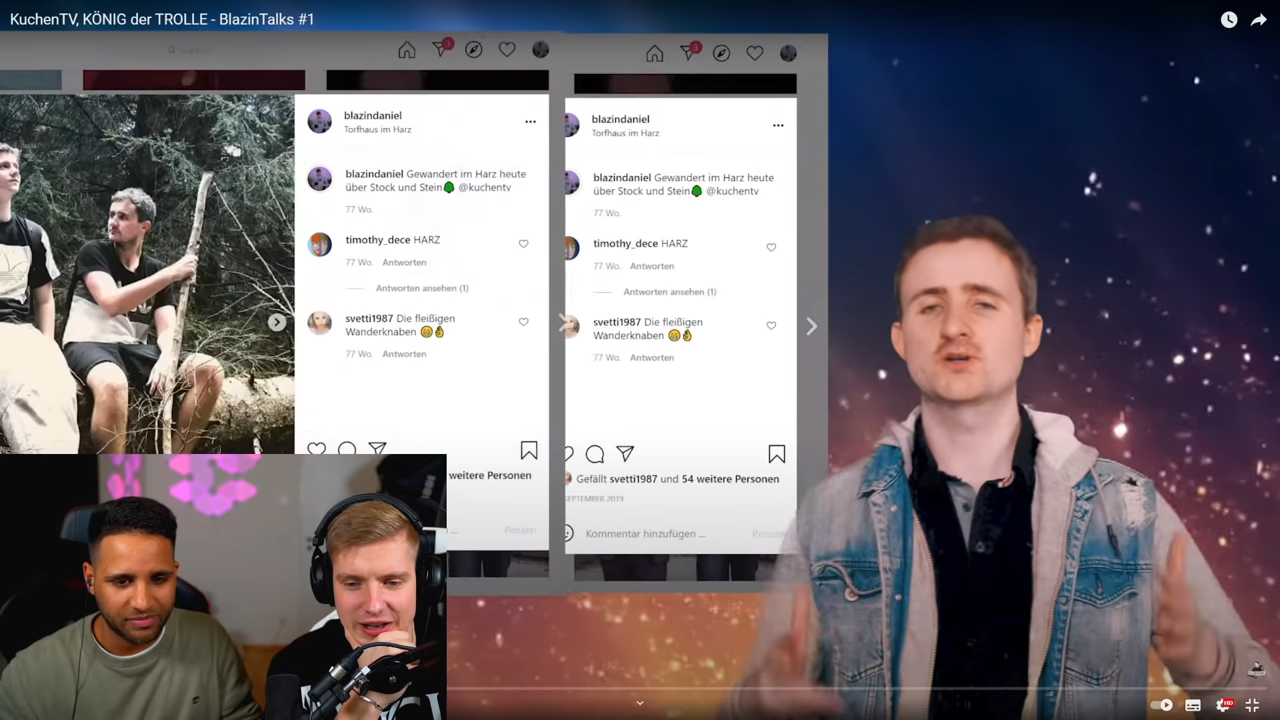 KuchenTV, KÖNIG der TROLLE - BlazinTalks #1
3
blazindaniel
Torfhaus im Harz
blazindaniel Gewandert im Harz heute
über Stock und Stein🌳 @kuchentv
77 Wo.
timothy_dece HARZ
77 Wo. Antworten
Antworten ansehen (1)
svetti1987 Die fleißigen
Wanderknaben 😁👌
77 Wo. Antworten
weitere Personen
Posten
3
blazindaniel
Torfhaus im Harz
blazindaniel Gewandert im Harz heute
über Stock und Stein🌳 @kuchentv
77 Wo.
timothy_dece HARZ
77 Wo. Antworten
Antworten ansehen (1)
svetti1987 Die fleißigen
Wanderknaben 😁👌
77 Wo. Antworten
Gefällt svetti1987 und 54 weitere Personen
SEPTEMBER 2019
Kommentar hinzufügen ...
HD